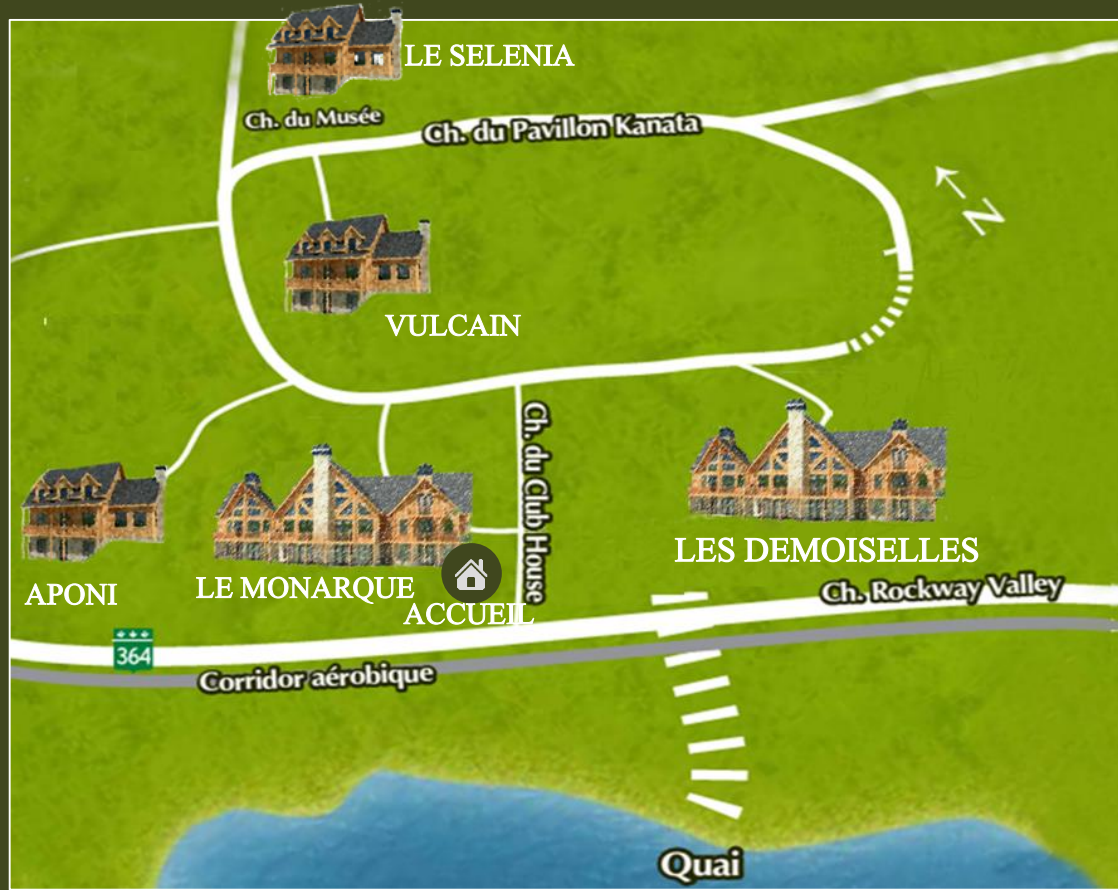 LE SELENIA
Ch. du Musée
Ch. du Pavillon Kanata
N
VULCAIN
Ch. du Club House
LES DEMOISELLES
APONI
LE MONARQUE
ACCUEIL
Ch. Rockway Valley
364
Corridor aérobique
Quai